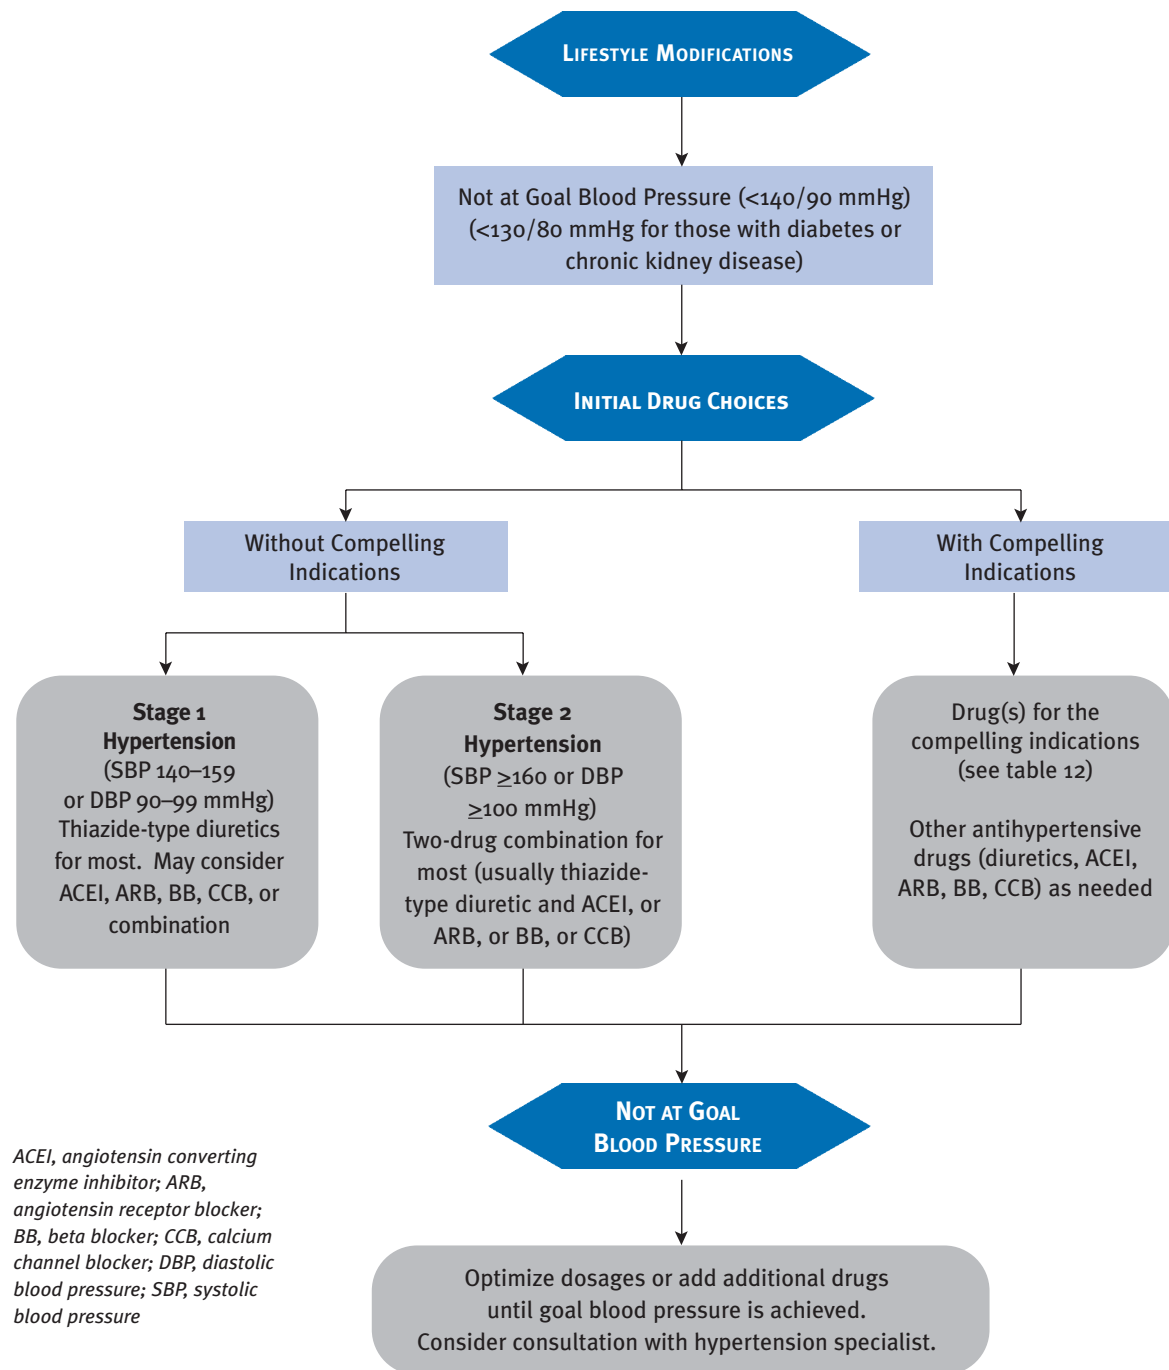 LIFESTYLE MODIFICATIONS
Not at Goal Blood Pressure (<140/90 mmHg)
(<130/80 mmHg for those with diabetes or
chronic kidney disease)
INITIAL DRUG CHOICES
Without Compelling
Indications
With Compelling
Indications
Stage 1
Hypertension
(SBP 140–159
or DBP 90–99 mmHg)
Thiazide-type diuretics
for most.  May consider
ACEI, ARB, BB, CCB, or
combination
Stage 2
Hypertension
(SBP ≥160 or DBP
≥100 mmHg)
Two-drug combination for
most (usually thiazide-
type diuretic and ACEI, or
ARB, or BB, or CCB)
Drug(s) for the
compelling indications
(see table 12)
Other antihypertensive
drugs (diuretics, ACEI,
ARB, BB, CCB) as needed
NOT AT GOAL
BLOOD PRESSURE
Optimize dosages or add additional drugs
until goal blood pressure is achieved.
Consider consultation with hypertension specialist.
ACEI, angiotensin converting
enzyme inhibitor; ARB,
angiotensin receptor blocker;
BB, beta blocker; CCB, calcium
channel blocker; DBP, diastolic
blood pressure; SBP, systolic
blood pressure